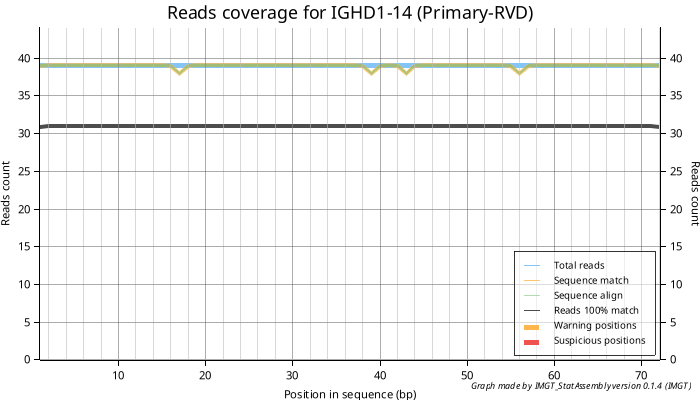 Reads coverage for IGHD1-14 (Primary-RVD)
40
35
30
25
20
15
10
5
0
Reads count
40
35
30
25
20
15
10
5
0
Reads count
Total reads
Sequence match
Sequence align
Reads 100% match
Warning positions
Suspicious positions
10 20 30 40 50 60 70
Position in sequence (bp)
Graph made by IMGT_StatAssembly version 0.1.4 (IMGT)